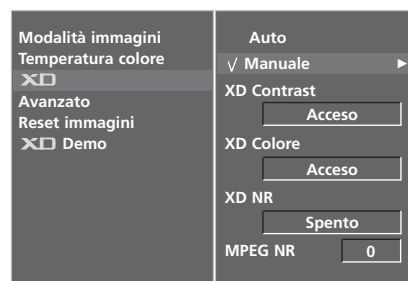 Modalità immagini
Temperatura colore
XD
Avanzato
Reset immagini
XD Demo
Auto
√ Manuale ►
XD Contrast
Acceso
XD Colore
Acceso
XD NR
Spento
MPEG NR 0